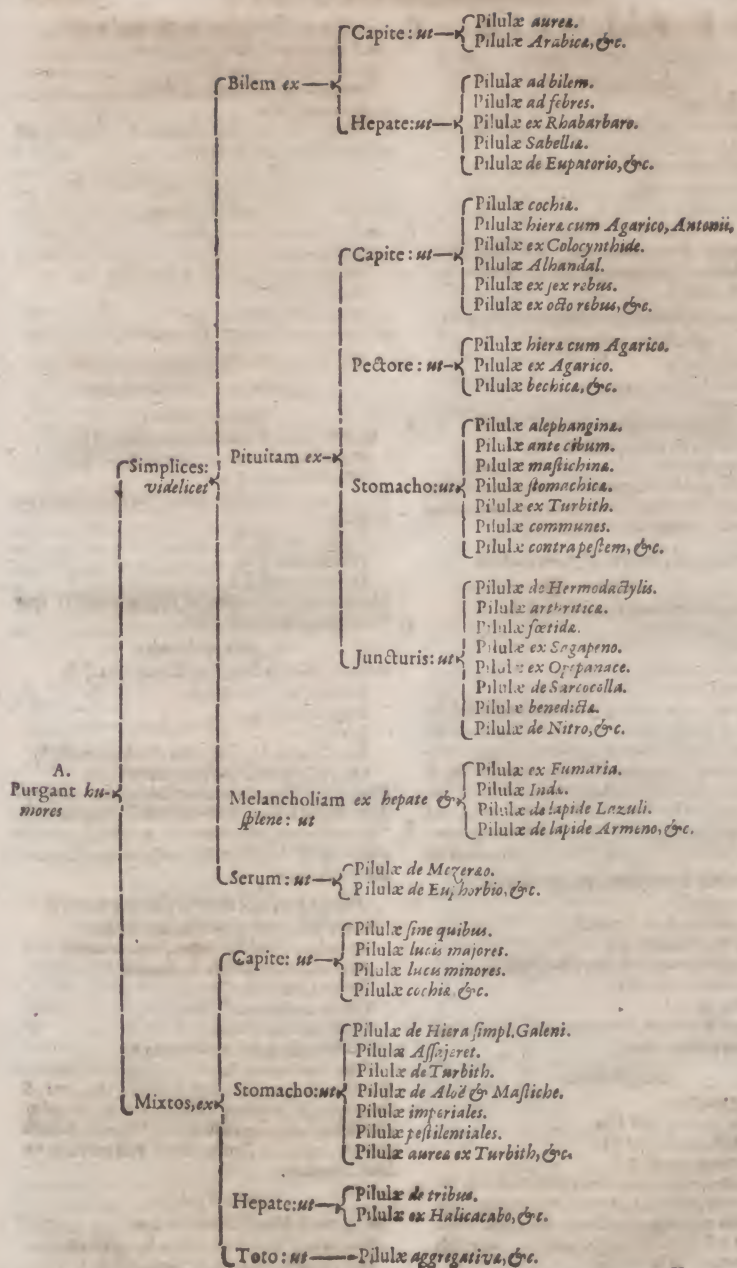 Capite: ut
Pilulæ aureæ.
Pilulæ Arabicæ, &c.
Bilem ex
Hepate: ut
Pilulæ ad bilem.
Pilulæ ad febres.
Pilulæ ex Rhabarbaro.
Pilulæ Sabelliæ.
Pilulæ de Eupatorio, &c.
Capite: ut
Pilulæ cochiæ.
Pilulæ hieræ cum Agarico, Antonii,
Pilulæ ex Colocynthide.
Pilulæ Alhandal.
Pilulæ ex sex rebus.
Pilulæ ex octo rebus, &c.
Pectore: ut
Pilulæ hieræ cum Agarico.
Pilulæ ex Agarico.
Pilulæ bechicæ, &c.
Simplices:
videlicet
Pituitam ex
Stomacho: ut
Pilulæ alephanginæ.
Pilulæ ante cibum.
Pilulæ mastichinæ.
Pilulæ stomachicæ.
Pilulæ ex Turbith.
Pilulæ communes.
Pilulæ contra pestem, &c.
Juncturis: ut
Pilulæ de Hermodactylis.
Pilulæ arthriticæ.
Pilulæ fœtidæ.
Pilulæ ex Sagapeno.
Pilulæ ex Opopanace.
Pilulæ de Sarcocolla.
Pilulæ benedictæ.
Pilulæ de Nitro, &c.
A.
Purgant hu-
mores
Melancholiam ex hepate &
splene: ut
Pilulæ ex Fumaria.
Pilulæ Indæ.
Pilulæ de lapide Lazuli.
Pilulæ de lapide Armeno, &c.
Serum: ut
Pilulæ de Mezeræo.
Pilulæ de Euphorbio, &c.
Capite: ut
Pilulæ sine quibus.
Pilulæ lucis majores.
Pilulæ lucis minores.
Pilulæ cochiæ &c.
Mixtos, ex
Stomacho: ut
Pilulæ de Hiera simpl. Galeni.
Pilulæ Assajeret.
Pilulæ de Turbith.
Pilulæ de Aloë & Mastiche.
Pilulæ imperiales.
Pilulæ pestilentiales.
Pilulæ aureæ ex Turbith, &c.
Hepate: ut
Pilulæ de tribus.
Pilulæ ex Halicacabo, &c.
Toto: ut
Pilulæ aggregativæ, &c.